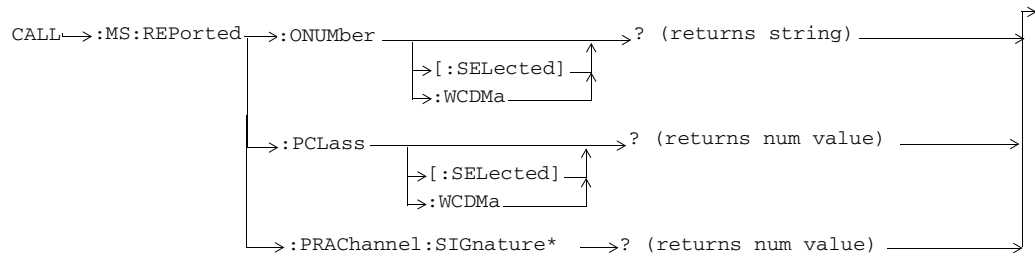 CALL :MS:REPorted :ONUMber ? (returns string)
[:SELected]
:WCDMa
:PCLass ? (returns num value)
[:SELected]
:WCDMa
:PRAChannel:SIGnature* ? (returns num value)